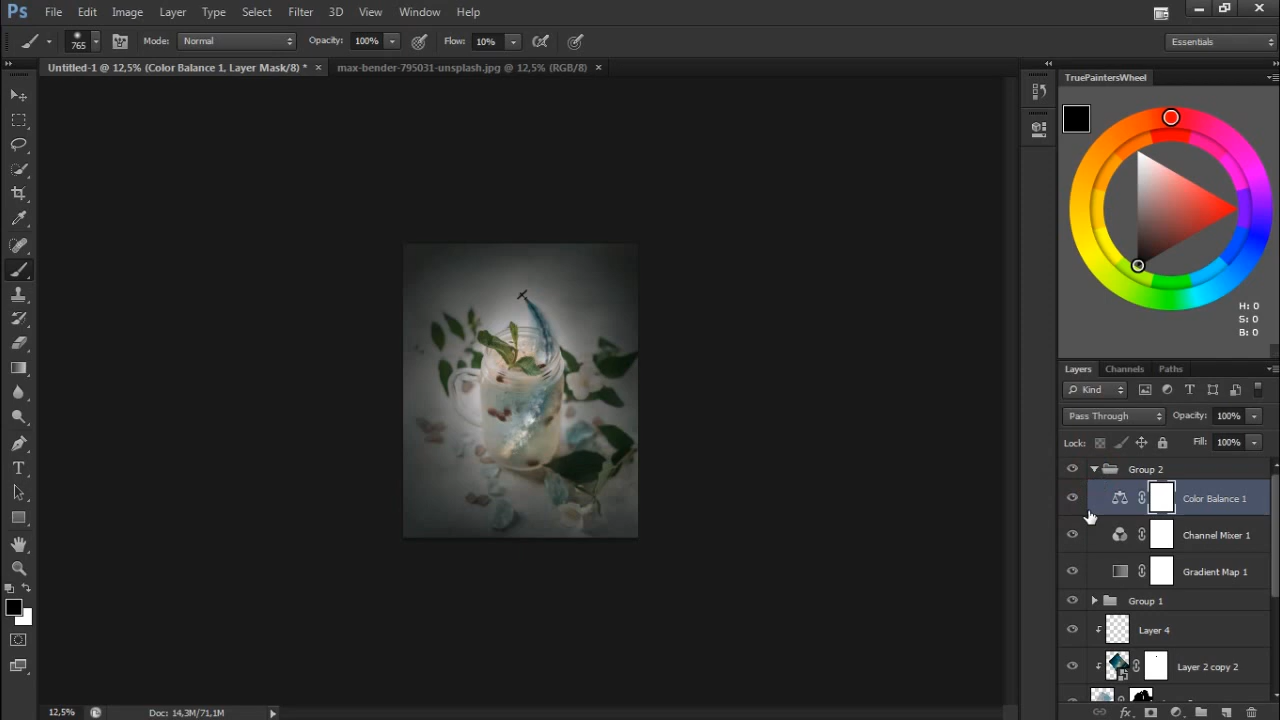 Ps File Edit Image Layer Type Select Filter 3D View Window Help
765 Mode: Normal Opacity: 100% Flow: 10% Essentials
Untitled-1 @ 12,5% (Color Balance 1, Layer Mask/8) * × max-bender-795031-unsplash.jpg @ 12,5% (RGB/8) ×
TruePaintersWheel
H: 0
S: 0
B: 0
Layers Channels Paths
Kind
Pass Through Opacity: 100%
Lock: Fill: 100%
Group 2
Color Balance 1
Channel Mixer 1
Gradient Map 1
Group 1
Layer 4
Layer 2 copy 2
12,5% Doc: 14,3M/71,1M